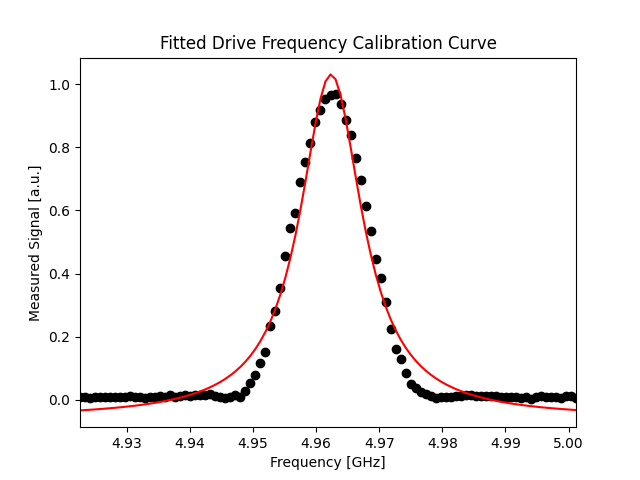 Fitted Drive Frequency Calibration Curve
Measured Signal [a.u.]
1.0
0.8
0.6
0.4
0.2
0.0
4.93 4.94 4.95 4.96 4.97 4.98 4.99 5.00
Frequency [GHz]